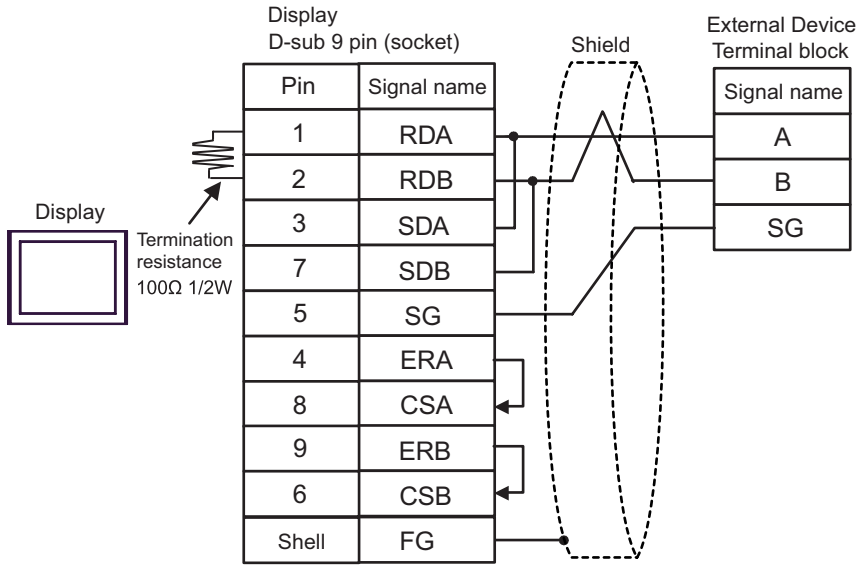 Display
D-sub 9 pin (socket)
Shield
External Device
Terminal block
Pin Signal name
1 RDA
2 RDB
3 SDA
7 SDB
5 SG
4 ERA
8 CSA
9 ERB
6 CSB
Shell FG
Signal name
A
B
SG
Display
Termination
resistance
100Ω 1/2W